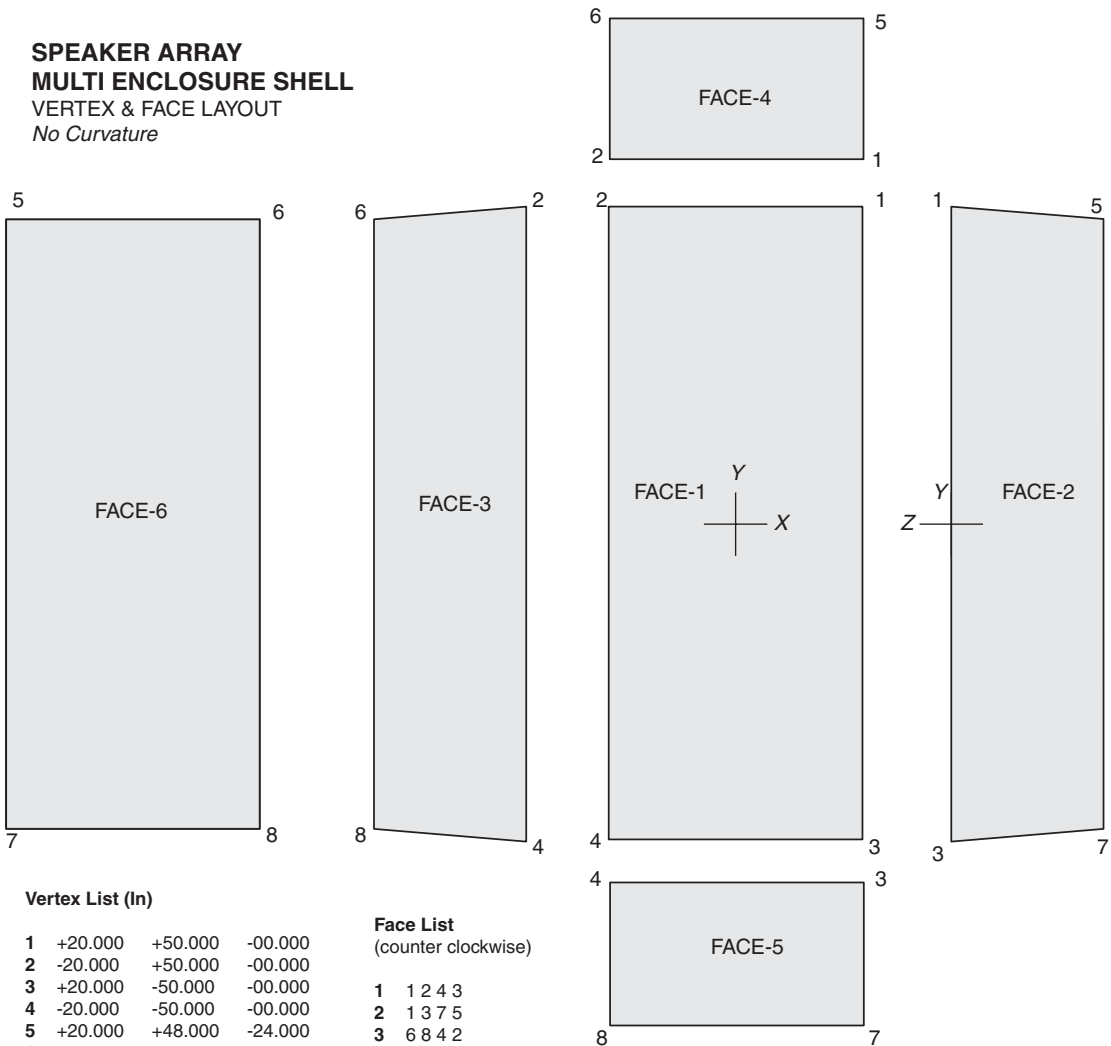 SPEAKER ARRAY
MULTI ENCLOSURE SHELL
VERTEX & FACE LAYOUT
No Curvature
6 5
FACE-4
2 1
5 6
6 2
2 1
1 5
FACE-6
FACE-3
FACE-1
Y
X
Y
Z
FACE-2
7 8
8 4
4 3
3 7
4 3
FACE-5
8 7
Vertex List (In)
1 +20.000 +50.000 -00.000
2 -20.000 +50.000 -00.000
3 +20.000 -50.000 -00.000
4 -20.000 -50.000 -00.000
5 +20.000 +48.000 -24.000
Face List
(counter clockwise)
1 1 2 4 3
2 1 3 7 5
3 6 8 4 2